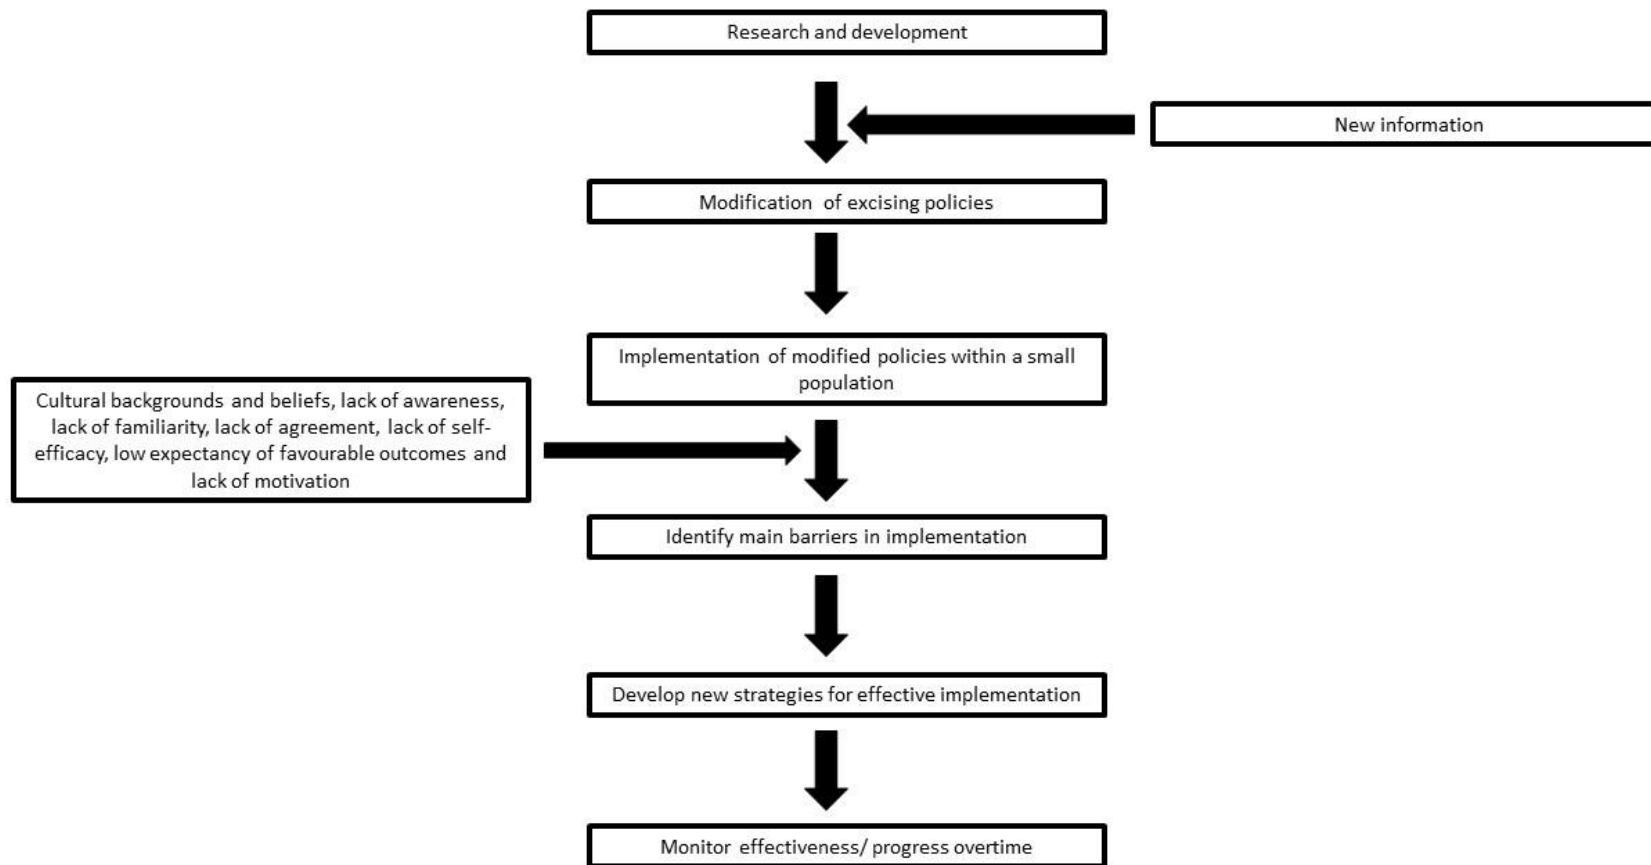 Research and development
New information
Modification of excising policies
Implementation of modified policies within a small
population
Cultural backgrounds and beliefs, lack of awareness,
lack of familiarity, lack of agreement, lack of self-
efficacy, low expectancy of favourable outcomes and
lack of motivation
Identify main barriers in implementation
Develop new strategies for effective implementation
Monitor effectiveness/ progress overtime